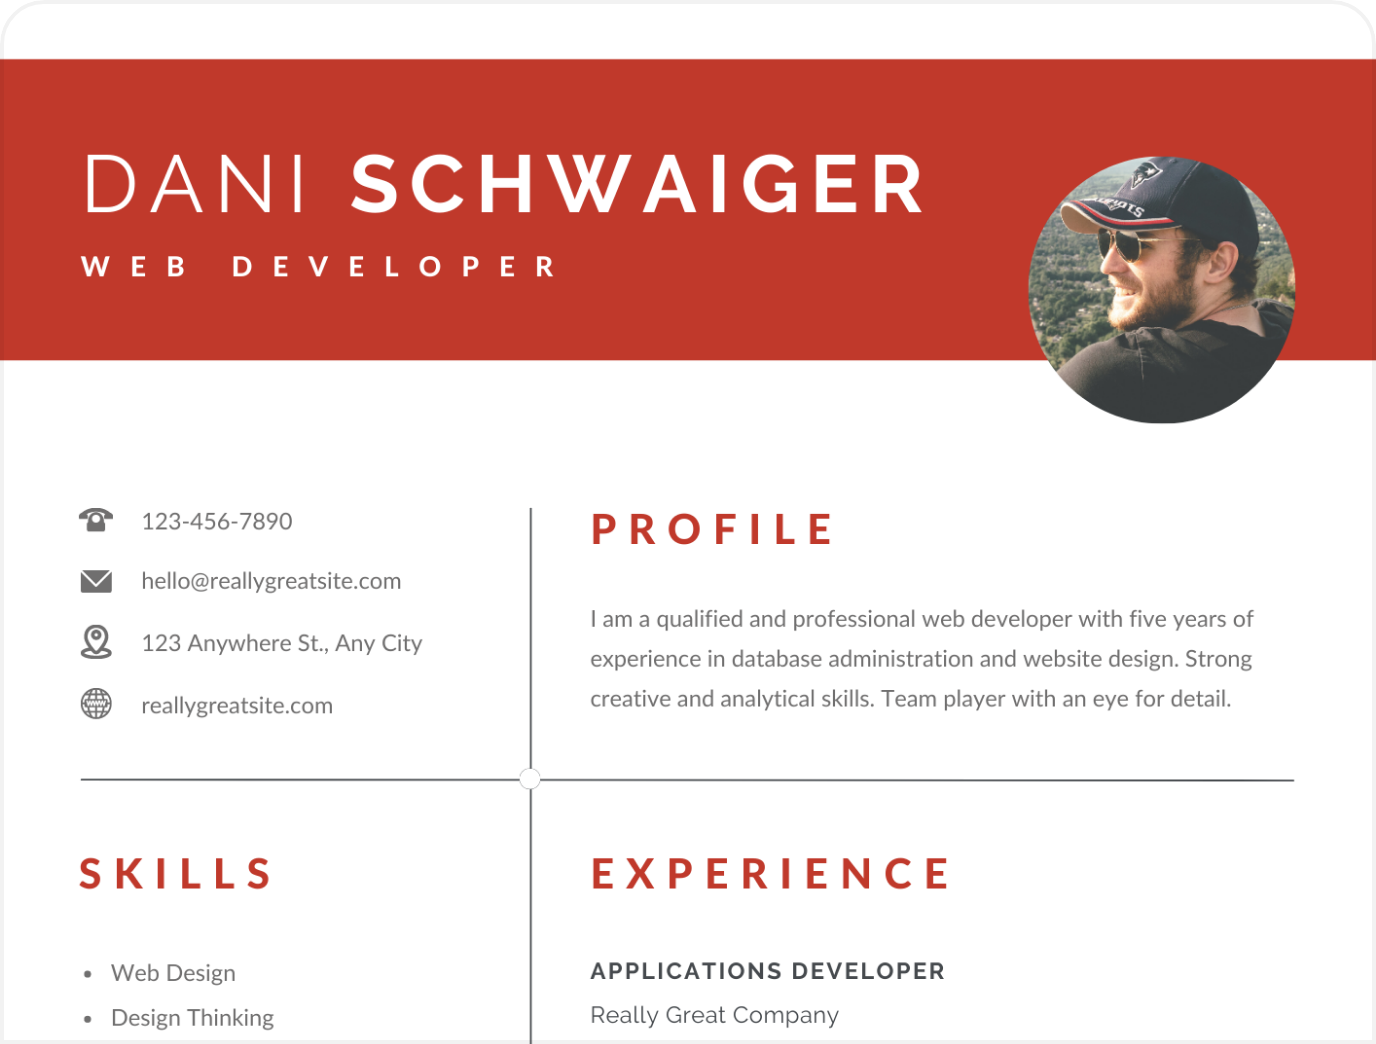 DANI SCHWAIGER
WEB DEVELOPER
PATRIOTS
123-456-7890
hello@reallygreatsite.com
123 Anywhere St., Any City
reallygreatsite.com
PROFILE
I am a qualified and professional web developer with five years of
experience in database administration and website design. Strong
creative and analytical skills. Team player with an eye for detail.
SKILLS
Web Design
Design Thinking
EXPERIENCE
APPLICATIONS DEVELOPER
Really Great Company